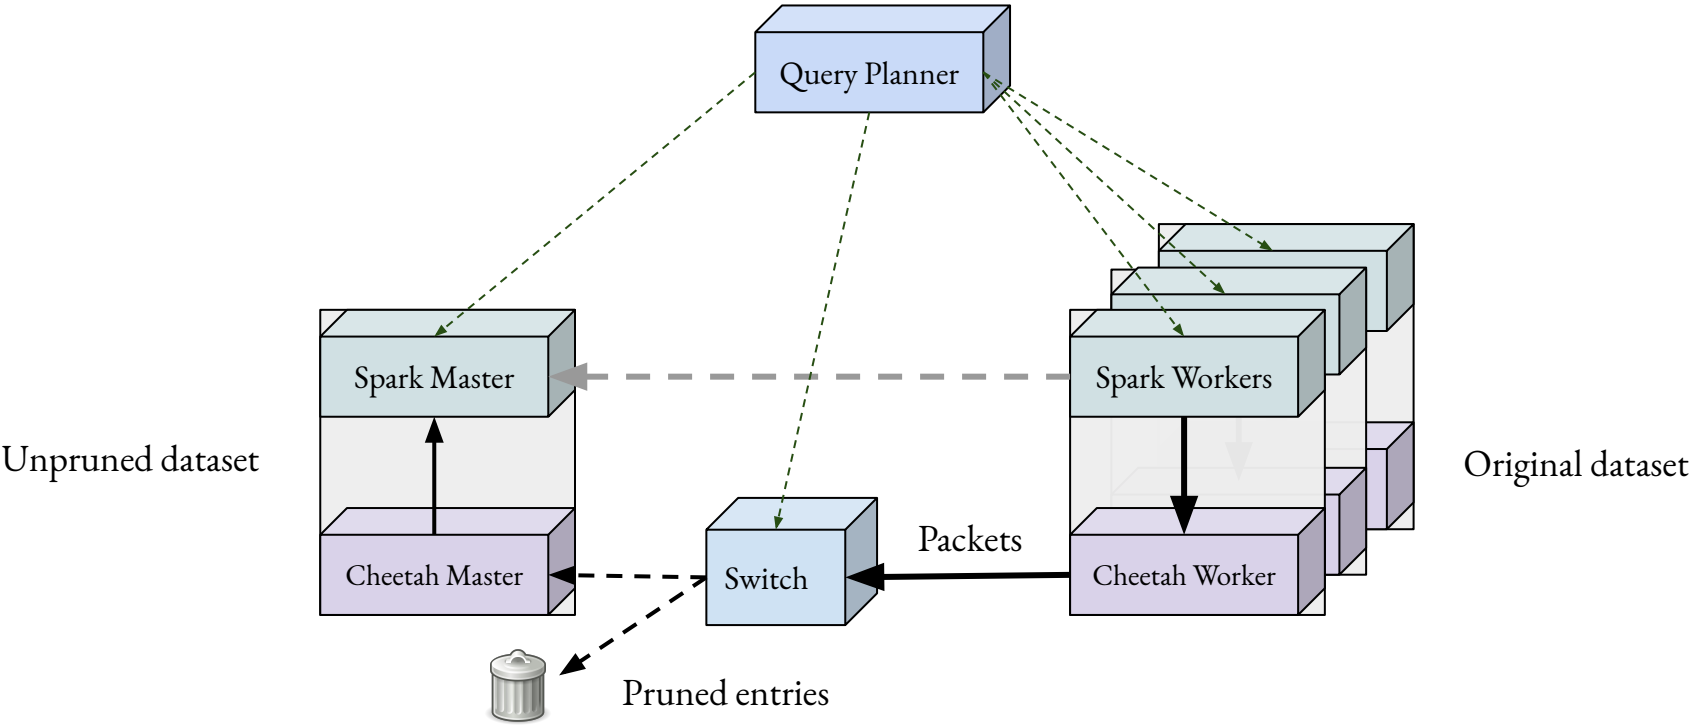 Query Planner
Spark Master
Spark Workers
Unpruned dataset
Original dataset
Packets
Cheetah Master
Switch
Cheetah Worker
Pruned entries